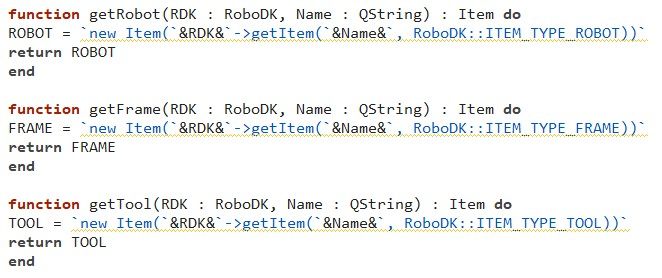 function getRobot(RDK : RoboDK, Name : QString) : Item do
ROBOT = `new Item(`&RDK&`->getItem(`&Name&`, RoboDK::ITEM_TYPE_ROBOT))`
return ROBOT
end
function getFrame(RDK : RoboDK, Name : QString) : Item do
FRAME = `new Item(`&RDK&`->getItem(`&Name&`, RoboDK::ITEM_TYPE_FRAME))`
return FRAME
end
function getTool(RDK : RoboDK, Name : QString) : Item do
TOOL = `new Item(`&RDK&`->getItem(`&Name&`, RoboDK::ITEM_TYPE_TOOL))`
return TOOL
end